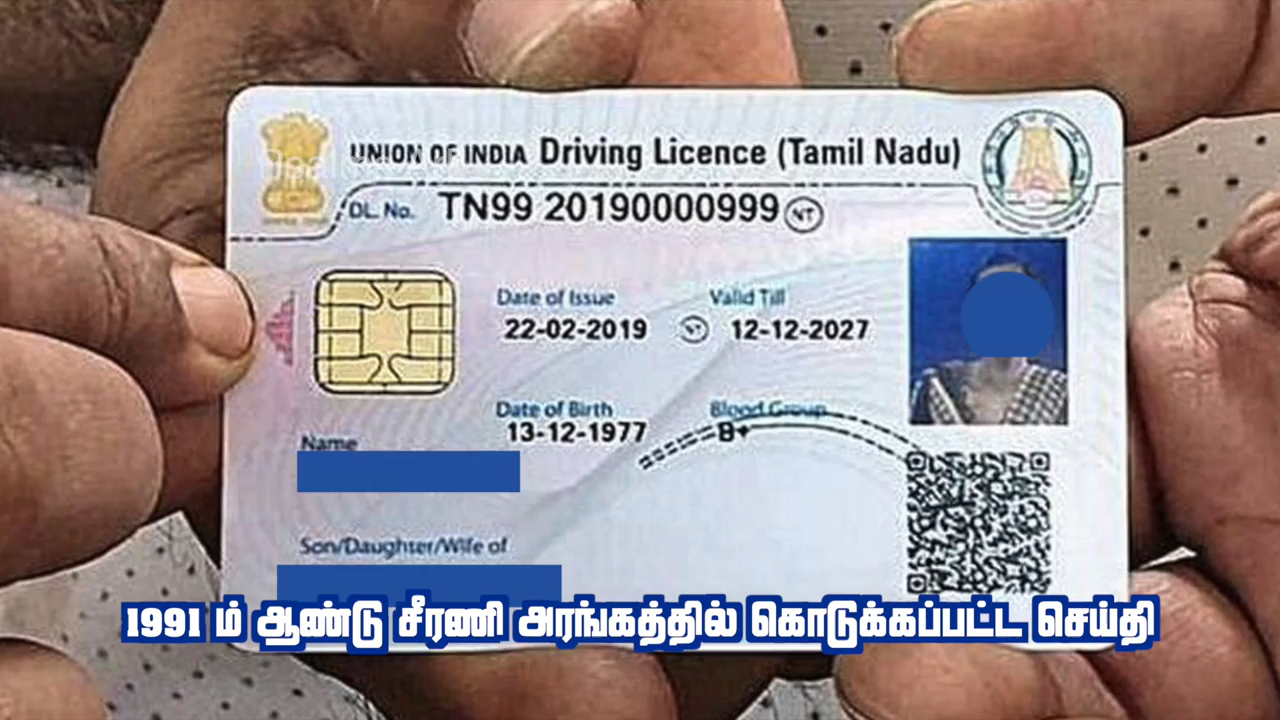 UNION OF INDIA Driving Licence (Tamil Nadu)
DL. No. TN99 20190000999 NT
Date of Issue Valid Till
22-02-2019 NT 12-12-2027
Date of Birth Blood Group
13-12-1977 B+
Name
Son/Daughter/Wife of
1991 ம் ஆண்டு சீரணி அரங்கத்தில் கொடுக்கப்பட்ட செய்தி